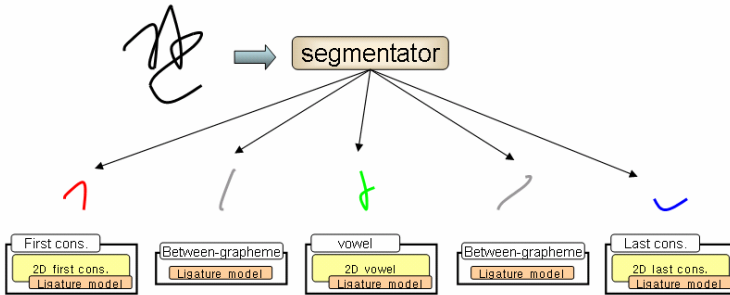 간
segmentator
ㄱ ㅏ ㄴ
First cons. Between-grapheme vowel Between-grapheme Last cons.
2D first cons. Ligature model 2D vowel Ligature model 2D last cons.
Ligature model Ligature model Ligature model